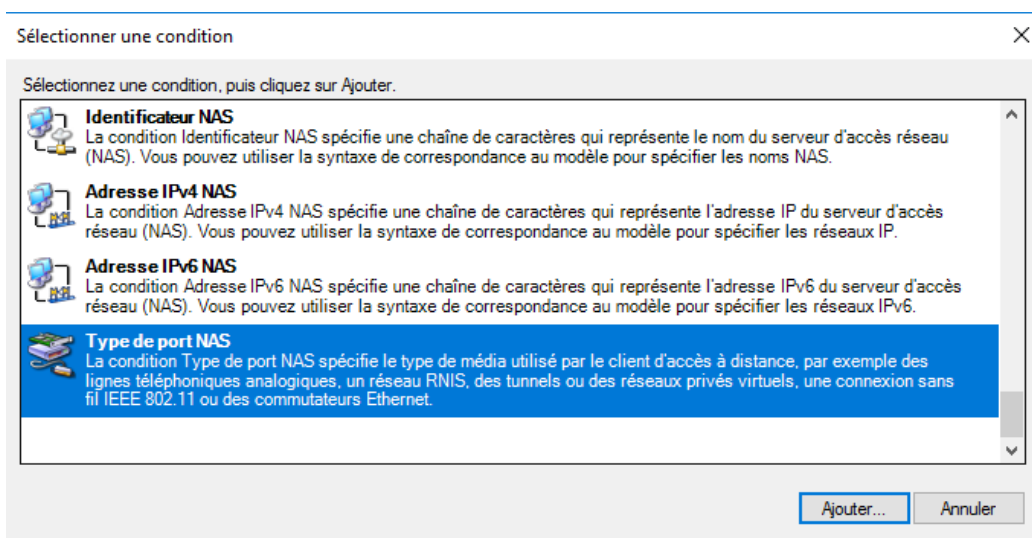 Sélectionner une condition
Sélectionnez une condition, puis cliquez sur Ajouter.
Identificateur NAS
La condition Identificateur NAS spécifie une chaîne de caractères qui représente le nom du serveur d'accès réseau
(NAS). Vous pouvez utiliser la syntaxe de correspondance au modèle pour spécifier les noms NAS.
Adresse IPv4 NAS
La condition Adresse IPv4 NAS spécifie une chaîne de caractères qui représente l'adresse IP du serveur d'accès
réseau (NAS). Vous pouvez utiliser la syntaxe de correspondance au modèle pour spécifier les réseaux IP.
Adresse IPv6 NAS
La condition Adresse IPv6 NAS spécifie une chaîne de caractères qui représente l'adresse IPv6 du serveur d'accès
réseau (NAS). Vous pouvez utiliser la syntaxe de correspondance au modèle pour spécifier les réseaux IPv6.
Type de port NAS
La condition Type de port NAS spécifie le type de média utilisé par le client d'accès à distance, par exemple des
lignes téléphoniques analogiques, un réseau RNIS, des tunnels ou des réseaux privés virtuels, une connexion sans
fil IEEE 802.11 ou des commutateurs Ethernet.
Ajouter... Annuler